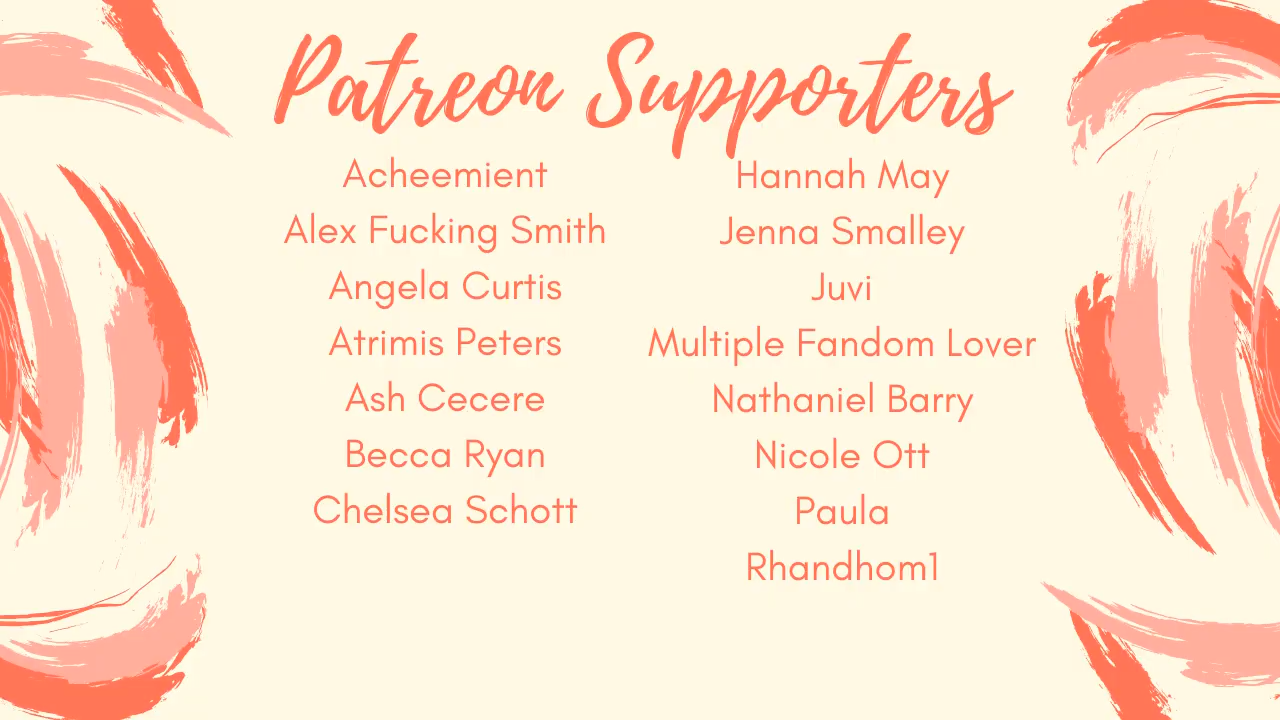 Patreon Supporters
Acheemient
Alex Fucking Smith
Angela Curtis
Atrimis Peters
Ash Cecere
Becca Ryan
Chelsea Schott
Hannah May
Jenna Smalley
Juvi
Multiple Fandom Lover
Nathaniel Barry
Nicole Ott
Paula
Rhandhom1